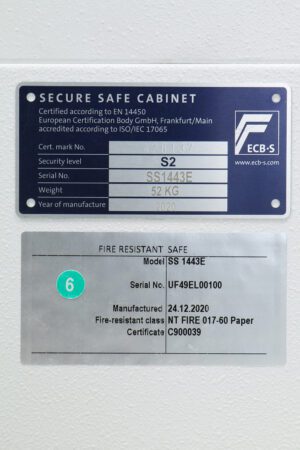 SECURE SAFE CABINET
Certified according to EN 14450
European Certification Body GmbH, Frankfurt/Main
accredited according to ISO/IEC 17065
Cert. mark No.
Security level S2
Serial No. SS1443E
Weight 52 KG
Year of manufacture 2020
ECB•S
www.ecb-s.com
FIRE RESISTANT SAFE
Model SS 1443E
6
Serial No. UF49EL00100
Manufactured 24.12.2020
Fire-resistant class NT FIRE 017-60 Paper
Certificate C900039